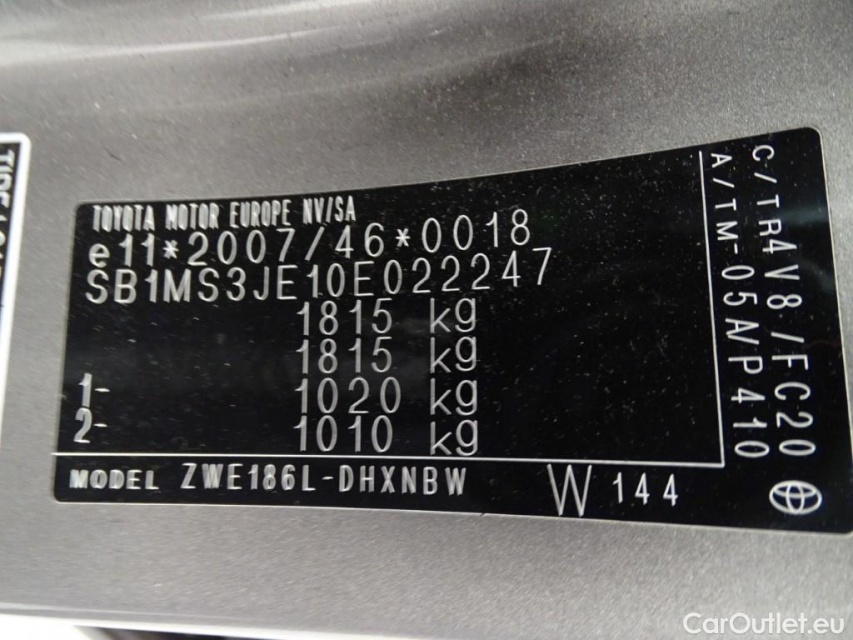 TOYOTA MOTOR EUROPE NV/SA
e11*2007/46*0018
SB1MS3JE10E022247
1815 kg
1815 kg
1- 1020 kg
2- 1010 kg
MODEL ZWE186L-DHXNBW W144
C/TR4V8/FC20
A/TM-05A/P410
CarOutlet.eu